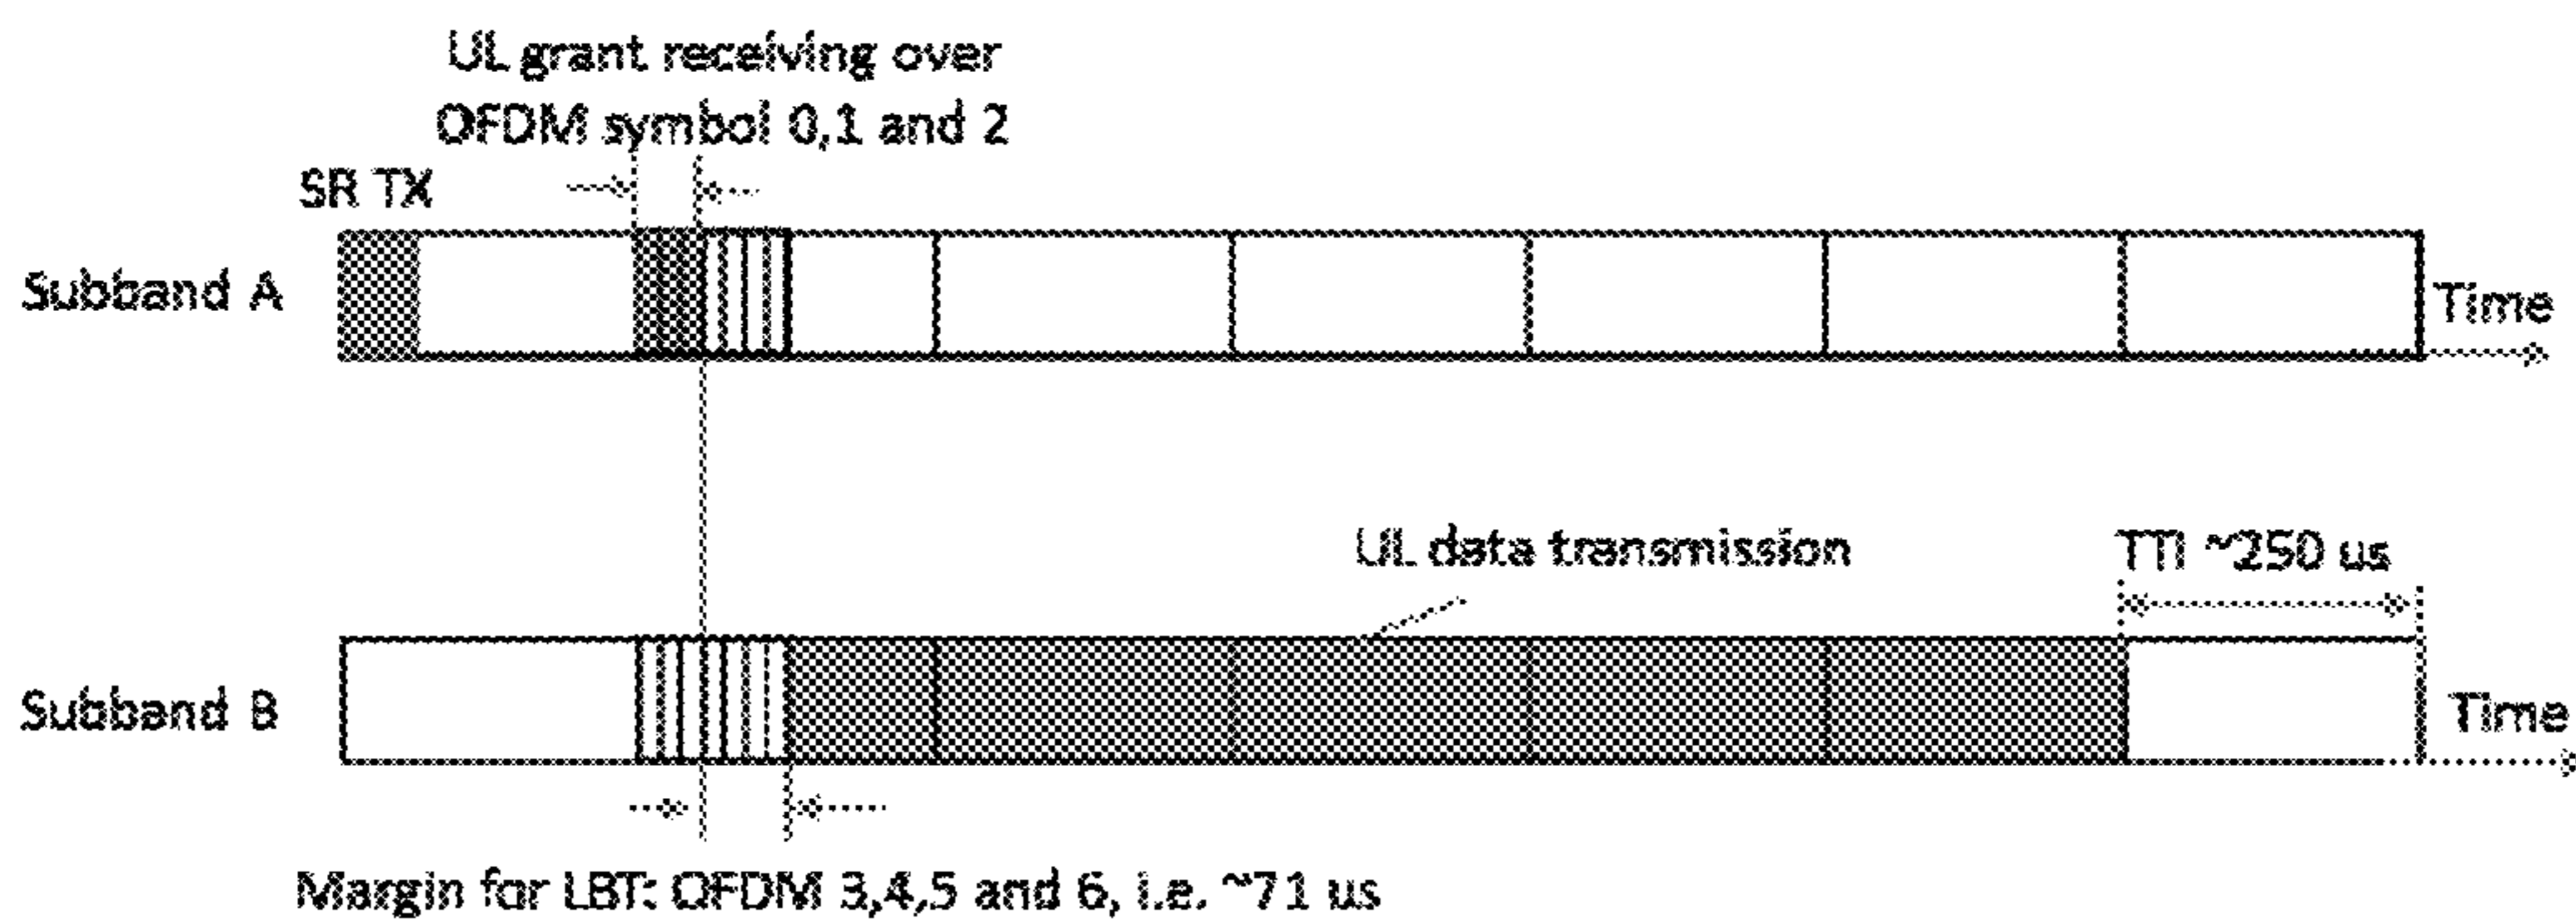 UL grant receiving over
OFDM symbol 0,1 and 2
SR TX
Subband A
Time
UL data transmission
TTI ~250 us
Subband B
Time
Margin for LBT: OFDM 3,4,5 and 6, i.e. ~71 us